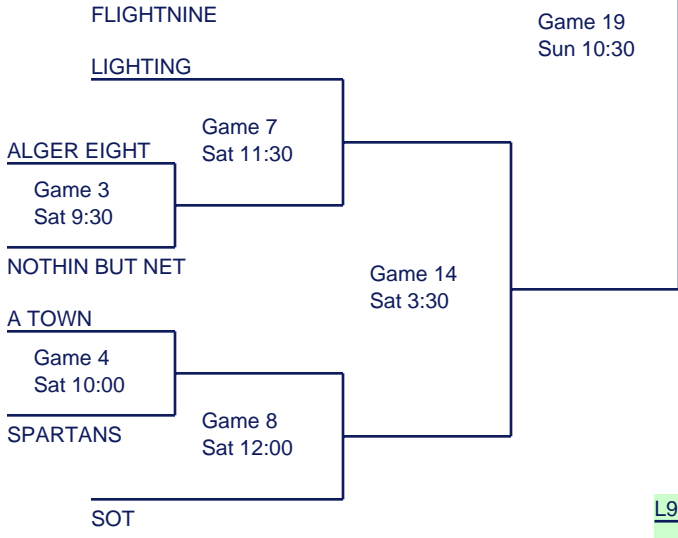 FLIGHTNINE
Game 19
Sun 10:30
LIGHTING
Game 7
Sat 11:30
ALGER EIGHT
Game 3
Sat 9:30
NOTHIN BUT NET
Game 14
Sat 3:30
A TOWN
Game 4
Sat 10:00
SPARTANS
Game 8
Sat 12:00
SOT
L9